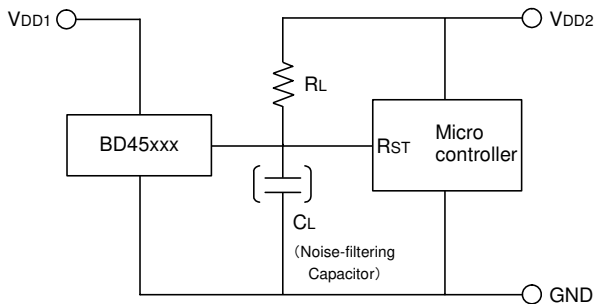 VDD1
VDD2
RL
BD45xxx
RST
Micro
controller
CL
(Noise-filtering
Capacitor)
GND